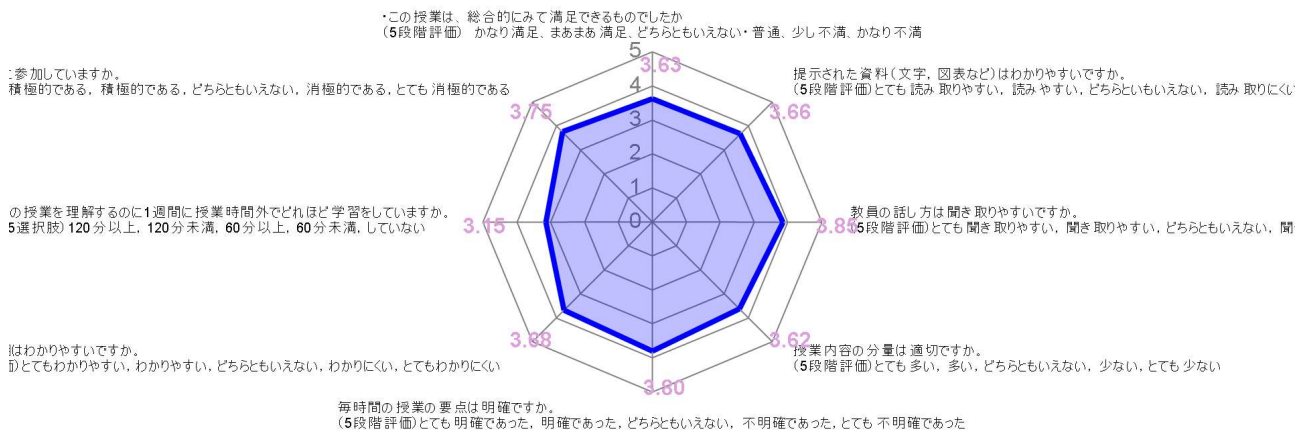 ・この授業は、総合的にみて満足できるものでしたか
(5段階評価) かなり満足、まあまあ満足、どちらともいえない・普通、少し不満、かなり不満
5
3.63
に参加していますか。
積極的である, 積極的である, どちらともいえない, 消極的である, とても消極的である
提示された資料(文字, 図表など)はわかりやすいですか。
(5段階評価)とても読み取りやすい, 読みやすい, どちらといもいえない, 読み取りにくい
4
3.75
3.66
3
2
の授業を理解するのに1週間に授業時間外でどれほど学習をしていますか。
5選択肢)120分以上, 120分未満, 60分以上, 60分未満, していない
1
0
3.15
教員の話し方は聞き取りやすいですか。
3.85
(5段階評価)とても聞き取りやすい, 聞き取りやすい, どちらともいえない, 聞
はわかりやすいですか。
)とてもわかりやすい, わかりやすい, どちらともいえない, わかりにくい, とてもわかりにくい
3.68
3.62
授業内容の分量は適切ですか。
(5段階評価)とても多い, 多い, どちらともいえない, 少ない, とても少ない
3.80
毎時間の授業の要点は明確ですか。
(5段階評価)とても明確であった, 明確であった, どちらともいえない, 不明確であった, とても不明確であった